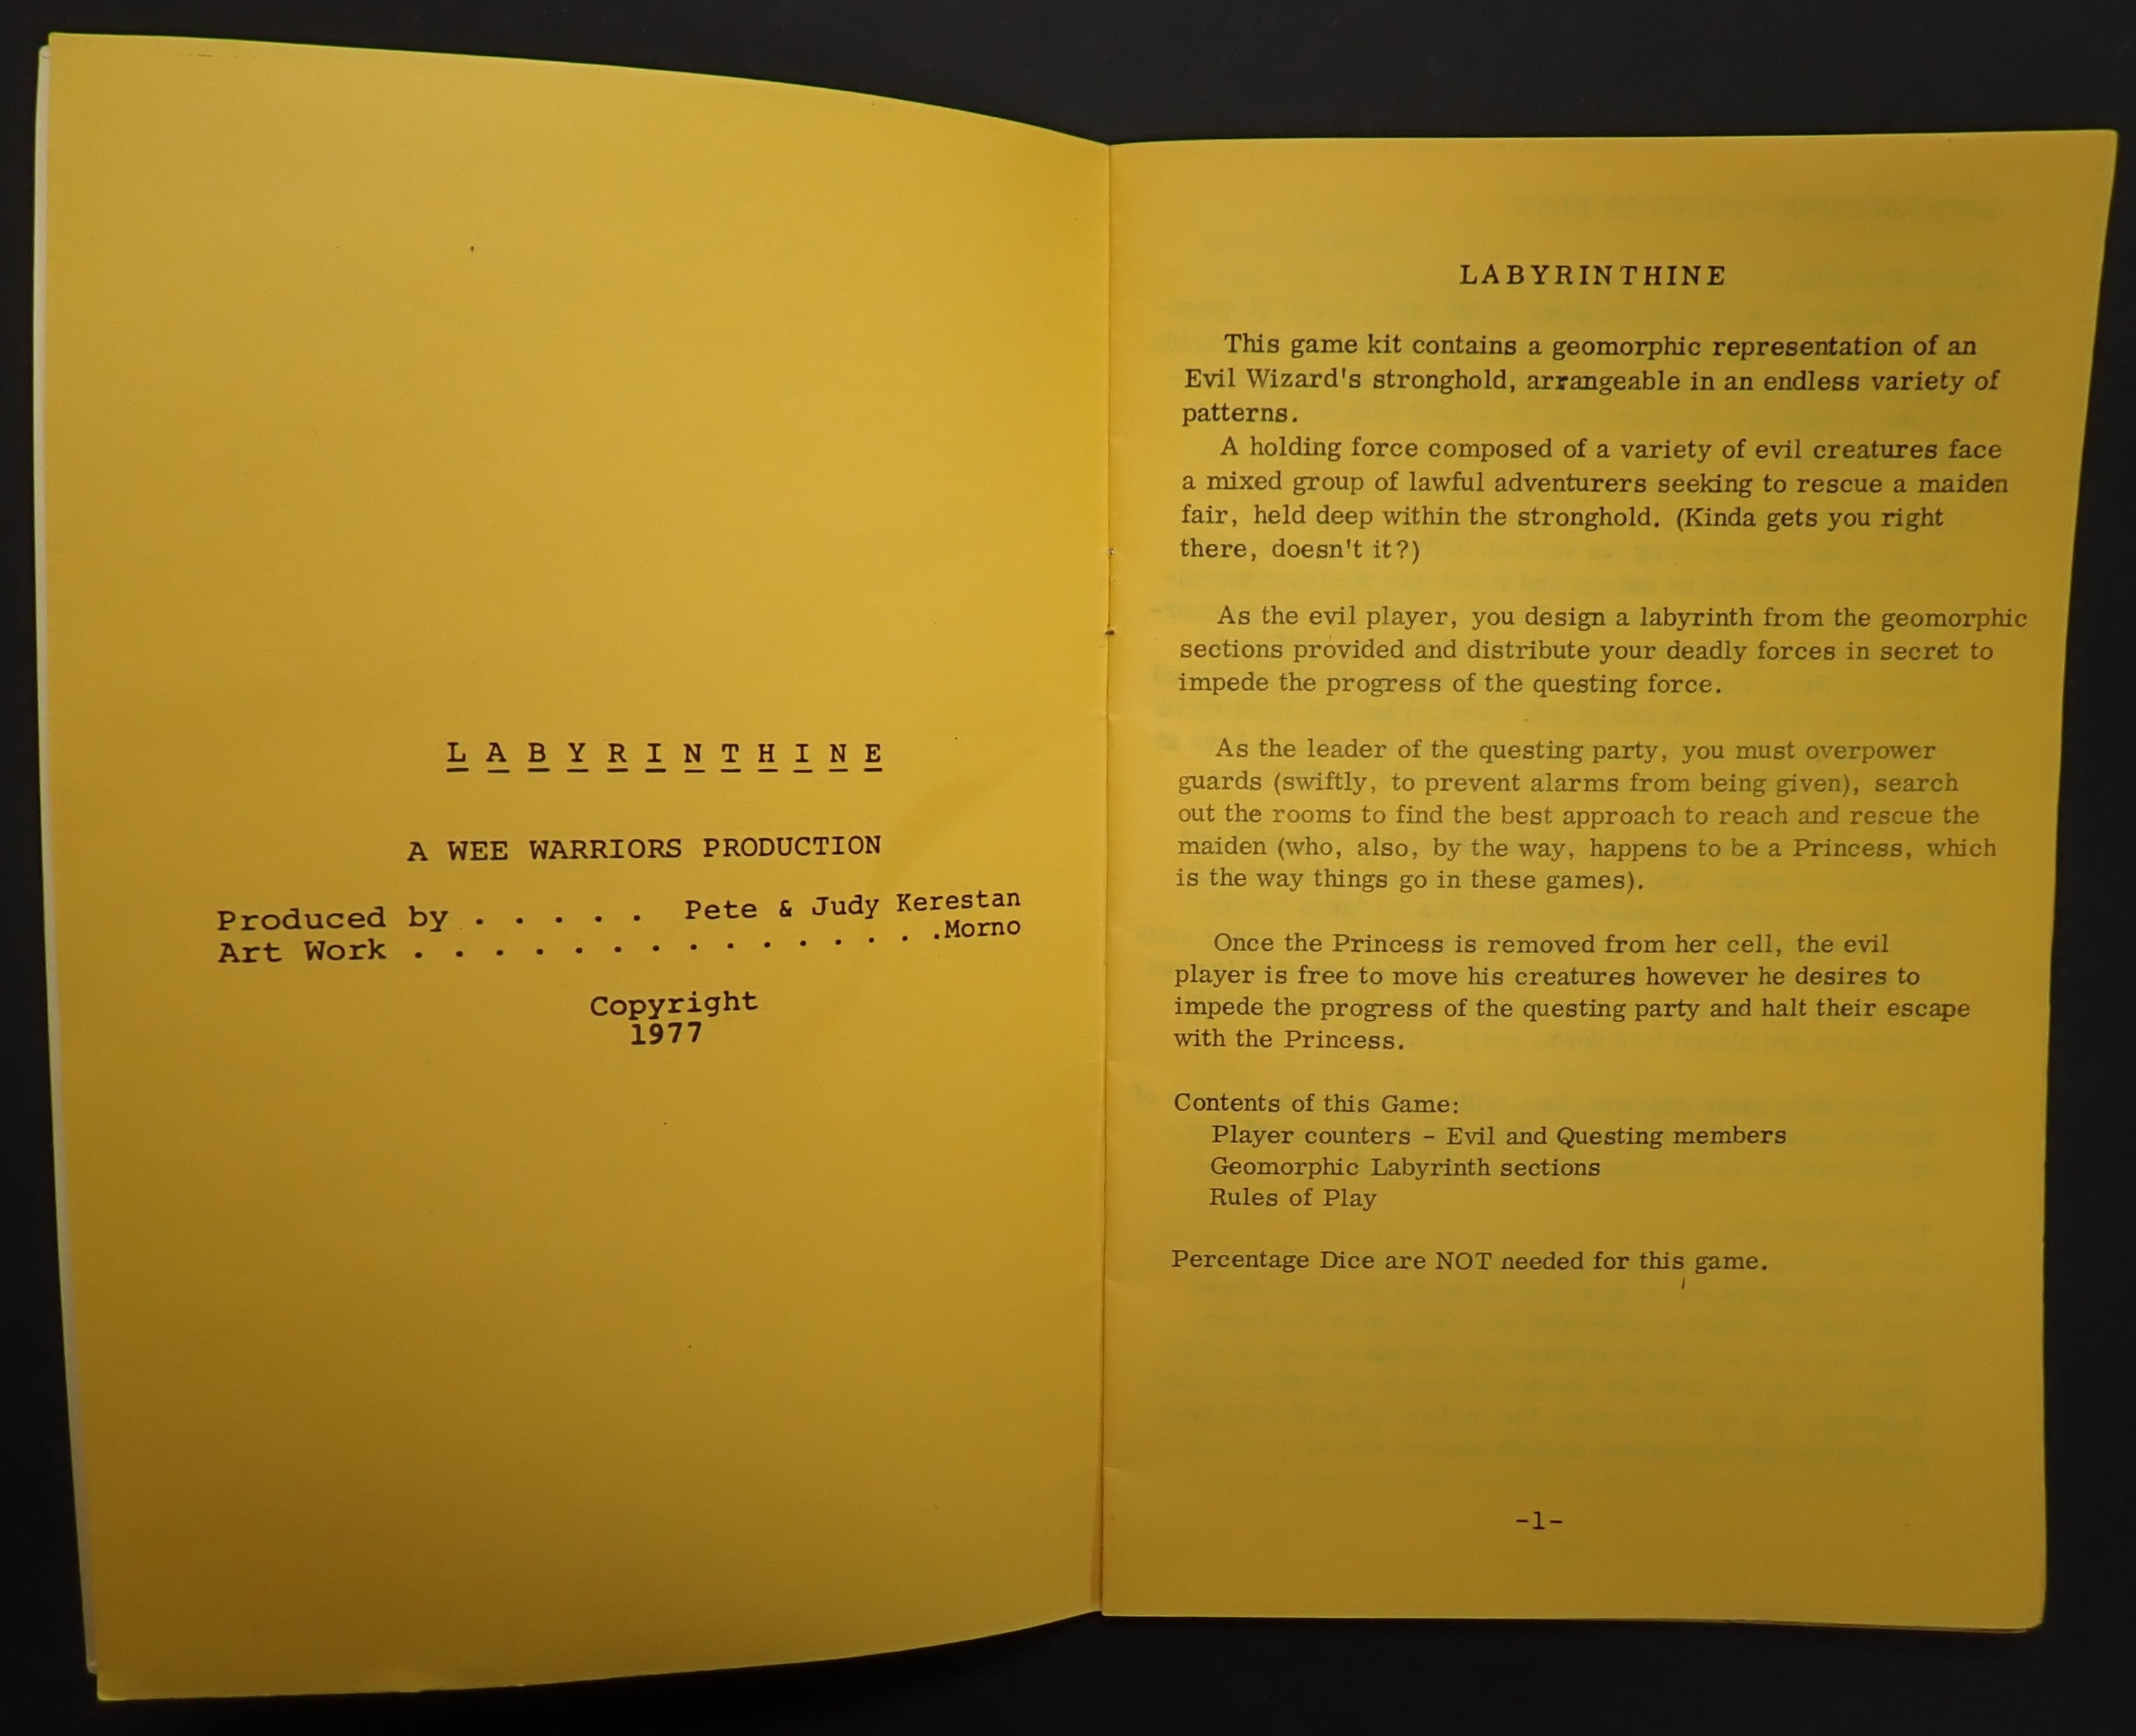 L A B Y R I N T H I N E
A WEE WARRIORS PRODUCTION
Produced by . . . . . Pete & Judy Kerestan
Art Work . . . . . . . . . . . . . .Morno
Copyright
1977
LABYRINTHINE
This game kit contains a geomorphic representation of an
Evil Wizard's stronghold, arrangeable in an endless variety of
patterns.
A holding force composed of a variety of evil creatures face
a mixed group of lawful adventurers seeking to rescue a maiden
fair, held deep within the stronghold. (Kinda gets you right
there, doesn't it?)
As the evil player, you design a labyrinth from the geomorphic
sections provided and distribute your deadly forces in secret to
impede the progress of the questing force.
As the leader of the questing party, you must overpower
guards (swiftly, to prevent alarms from being given), search
out the rooms to find the best approach to reach and rescue the
maiden (who, also, by the way, happens to be a Princess, which
is the way things go in these games).
Once the Princess is removed from her cell, the evil
player is free to move his creatures however he desires to
impede the progress of the questing party and halt their escape
with the Princess.
Contents of this Game:
Player counters - Evil and Questing members
Geomorphic Labyrinth sections
Rules of Play
Percentage Dice are NOT needed for this game.
-1-